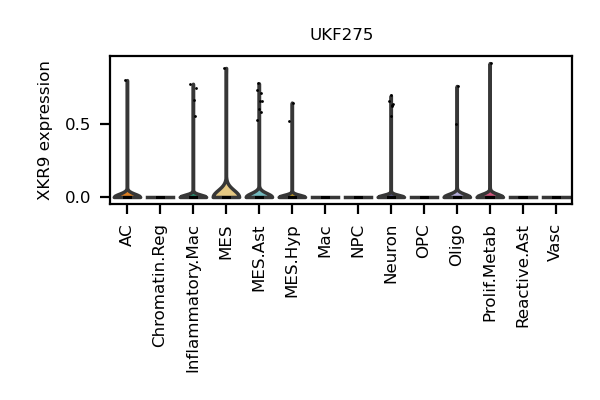 UKF275
XKR9 expression
0.5
0.0
AC
Chromatin.Reg
Inflammatory.Mac
MES
MES.Ast
MES.Hyp
Mac
NPC
Neuron
OPC
Oligo
Prolif.Metab
Reactive.Ast
Vasc